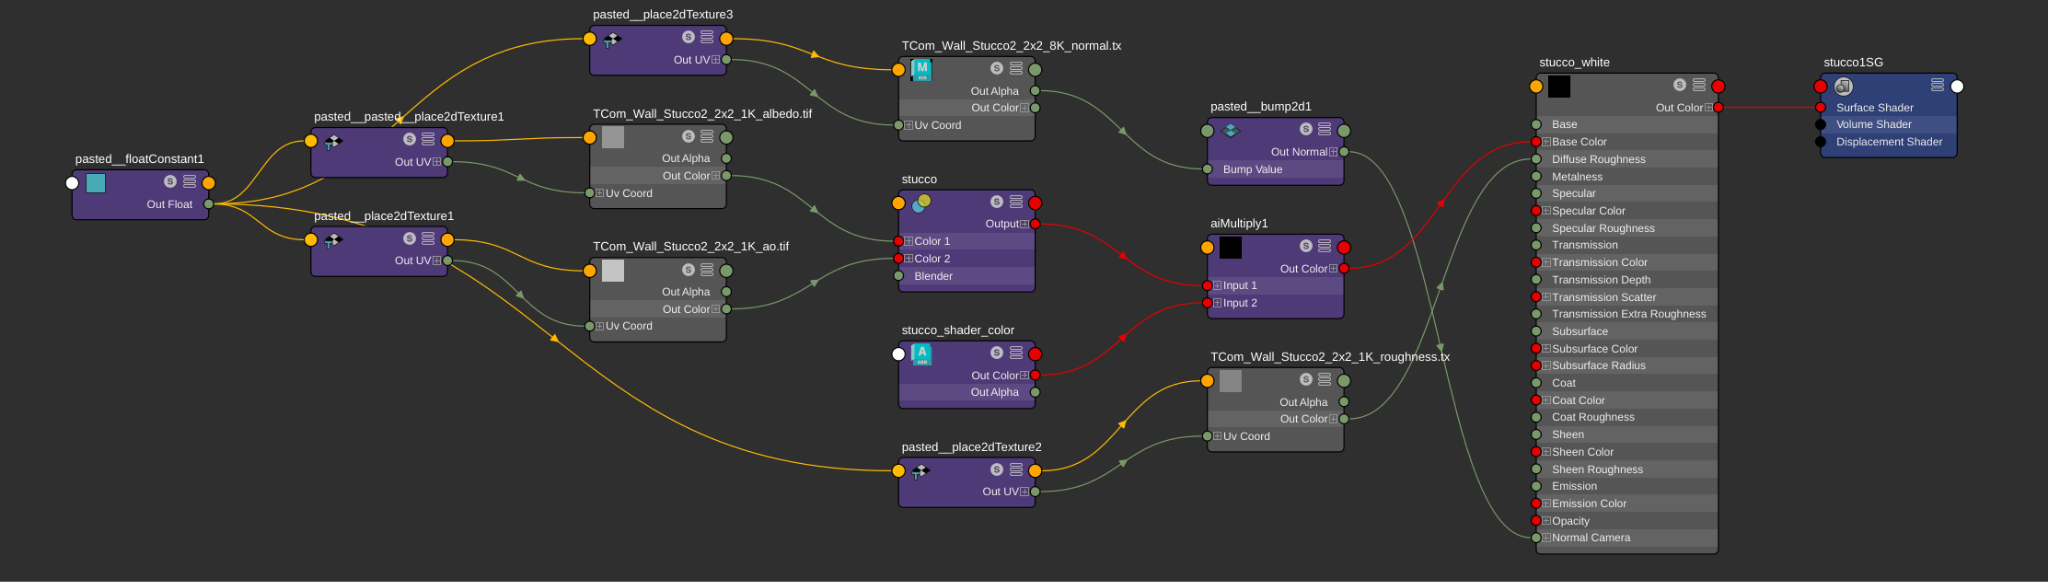 pasted__floatConstant1
Out Float
pasted__pasted__place2dTexture1
Out UV
pasted__place2dTexture1
Out UV
pasted__place2dTexture3
Out UV
TCom_Wall_Stucco2_2x2_1K_albedo.tif
Out Alpha
Out Color
Uv Coord
TCom_Wall_Stucco2_2x2_1K_ao.tif
Out Alpha
Out Color
Uv Coord
TCom_Wall_Stucco2_2x2_8K_normal.tx
M
Out Alpha
Out Color
Uv Coord
stucco
Output
Color 1
Color 2
Blender
stucco_shader_color
A
Out Color
Out Alpha
pasted__place2dTexture2
Out UV
pasted__bump2d1
Out Normal
Bump Value
aiMultiply1
Out Color
Input 1
Input 2
TCom_Wall_Stucco2_2x2_1K_roughness.tx
Out Alpha
Out Color
Uv Coord
stucco_white
Out Color
Base
Base Color
Diffuse Roughness
Metalness
Specular
Specular Color
Specular Roughness
Transmission
Transmission Color
Transmission Depth
Transmission Scatter
Transmission Extra Roughness
Subsurface
Subsurface Color
Subsurface Radius
Coat
Coat Color
Coat Roughness
Sheen
Sheen Color
Sheen Roughness
Emission
Emission Color
Opacity
Normal Camera
stucco1SG
Surface Shader
Volume Shader
Displacement Shader